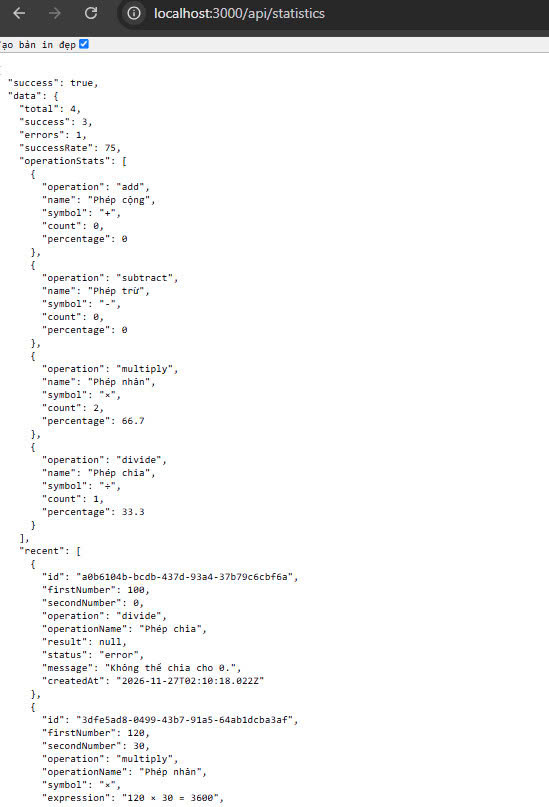 localhost:3000/api/statistics
ạo bản in đẹp
"success": true,
"data": {
"total": 4,
"success": 3,
"errors": 1,
"successRate": 75,
"operationStats": [
{
"operation": "add",
"name": "Phép cộng",
"symbol": "+",
"count": 0,
"percentage": 0
},
{
"operation": "subtract",
"name": "Phép trừ",
"symbol": "-",
"count": 0,
"percentage": 0
},
{
"operation": "multiply",
"name": "Phép nhân",
"symbol": "×",
"count": 2,
"percentage": 66.7
},
{
"operation": "divide",
"name": "Phép chia",
"symbol": "÷",
"count": 1,
"percentage": 33.3
}
],
"recent": [
{
"id": "a0b6104b-bcdb-437d-93a4-37b79c6cbf6a",
"firstNumber": 100,
"secondNumber": 0,
"operation": "divide",
"operationName": "Phép chia",
"result": null,
"status": "error",
"message": "Không thể chia cho 0.",
"createdAt": "2026-11-27T02:10:18.022Z"
},
{
"id": "3dfe5ad8-0499-43b7-91a5-64ab1dcba3af",
"firstNumber": 120,
"secondNumber": 30,
"operation": "multiply",
"operationName": "Phép nhân",
"symbol": "×",
"expression": "120 × 30 = 3600",